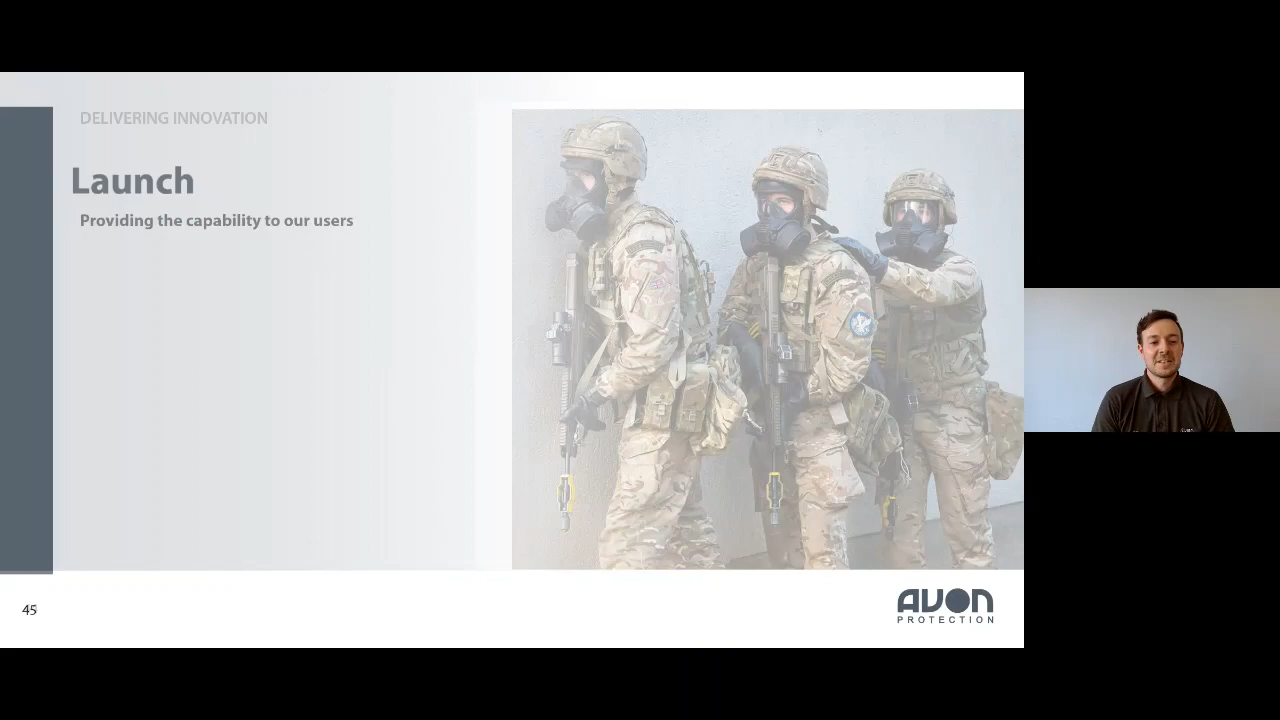 DELIVERING INNOVATION
Launch
Providing the capability to our users
45
AVON
PROTECTION